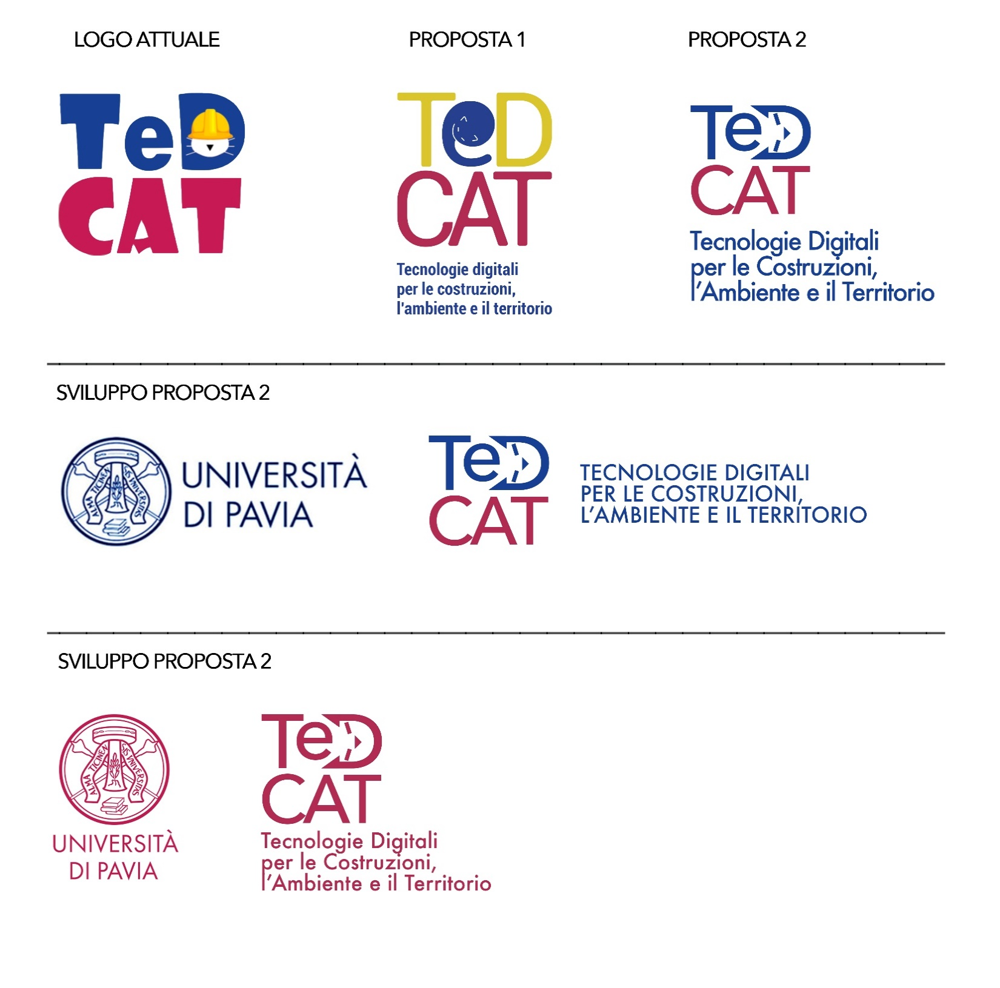 LOGO ATTUALE
PROPOSTA 1
PROPOSTA 2
TeD
CAT
TeD
CAT
Tecnologie digitali
per le costruzioni,
l'ambiente e il territorio
TeD
CAT
Tecnologie Digitali
per le Costruzioni,
l'Ambiente e il Territorio
SVILUPPO PROPOSTA 2
ALMA TICINEN
SIS UNIVERSITAS
UNIVERSITÀ
DI PAVIA
TeD
CAT
TECNOLOGIE DIGITALI
PER LE COSTRUZIONI,
L'AMBIENTE E IL TERRITORIO
SVILUPPO PROPOSTA 2
ALMA TICINEN
SIS VNIVERSITAS
UNIVERSITÀ
DI PAVIA
TeD
CAT
Tecnologie Digitali
per le Costruzioni,
l'Ambiente e il Territorio